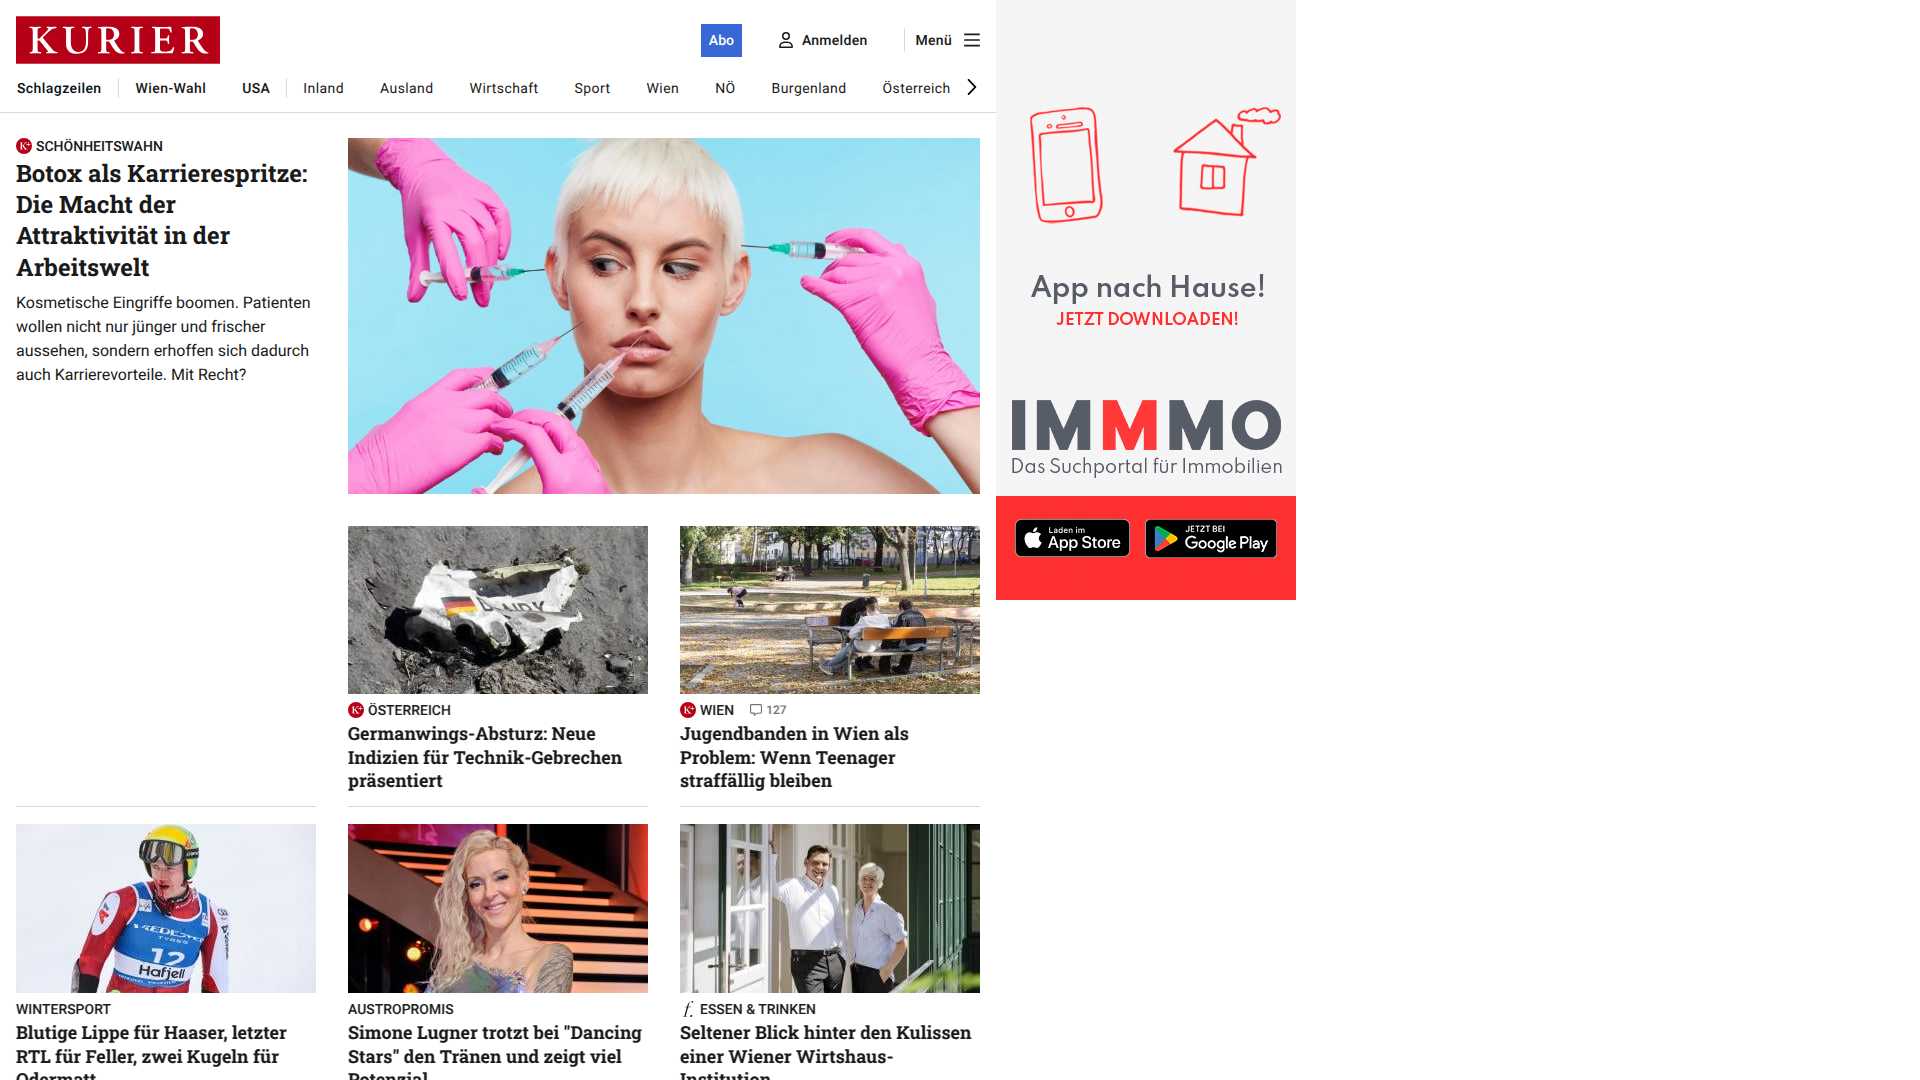 KURIER
Abo
Anmelden
Menü
Schlagzeilen
Wien-Wahl
USA
Inland
Ausland
Wirtschaft
Sport
Wien
NÖ
Burgenland
Österreich
SCHÖNHEITSWAHN
Botox als Karrierespritze:
Die Macht der
Attraktivität in der
Arbeitswelt
Kosmetische Eingriffe boomen. Patienten
wollen nicht nur jünger und frischer
aussehen, sondern erhoffen sich dadurch
auch Karrierevorteile. Mit Recht?
App nach Hause!
JETZT DOWNLOADEN!
IMMMO
Das Suchportal für Immobilien
Laden im
App Store
JETZT BEI
Google Play
K+ ÖSTERREICH
Germanwings-Absturz: Neue
Indizien für Technik-Gebrechen
präsentiert
K+ WIEN 127
Jugendbanden in Wien als
Problem: Wenn Teenager
straffällig bleiben
12
Hafjell
WINTERSPORT
Blutige Lippe für Haaser, letzter
RTL für Feller, zwei Kugeln für
Odermatt
AUSTROPROMIS
Simone Lugner trotzt bei "Dancing
Stars" den Tränen und zeigt viel
Potenzial
f. ESSEN & TRINKEN
Seltener Blick hinter den Kulissen
einer Wiener Wirtshaus-
Institution